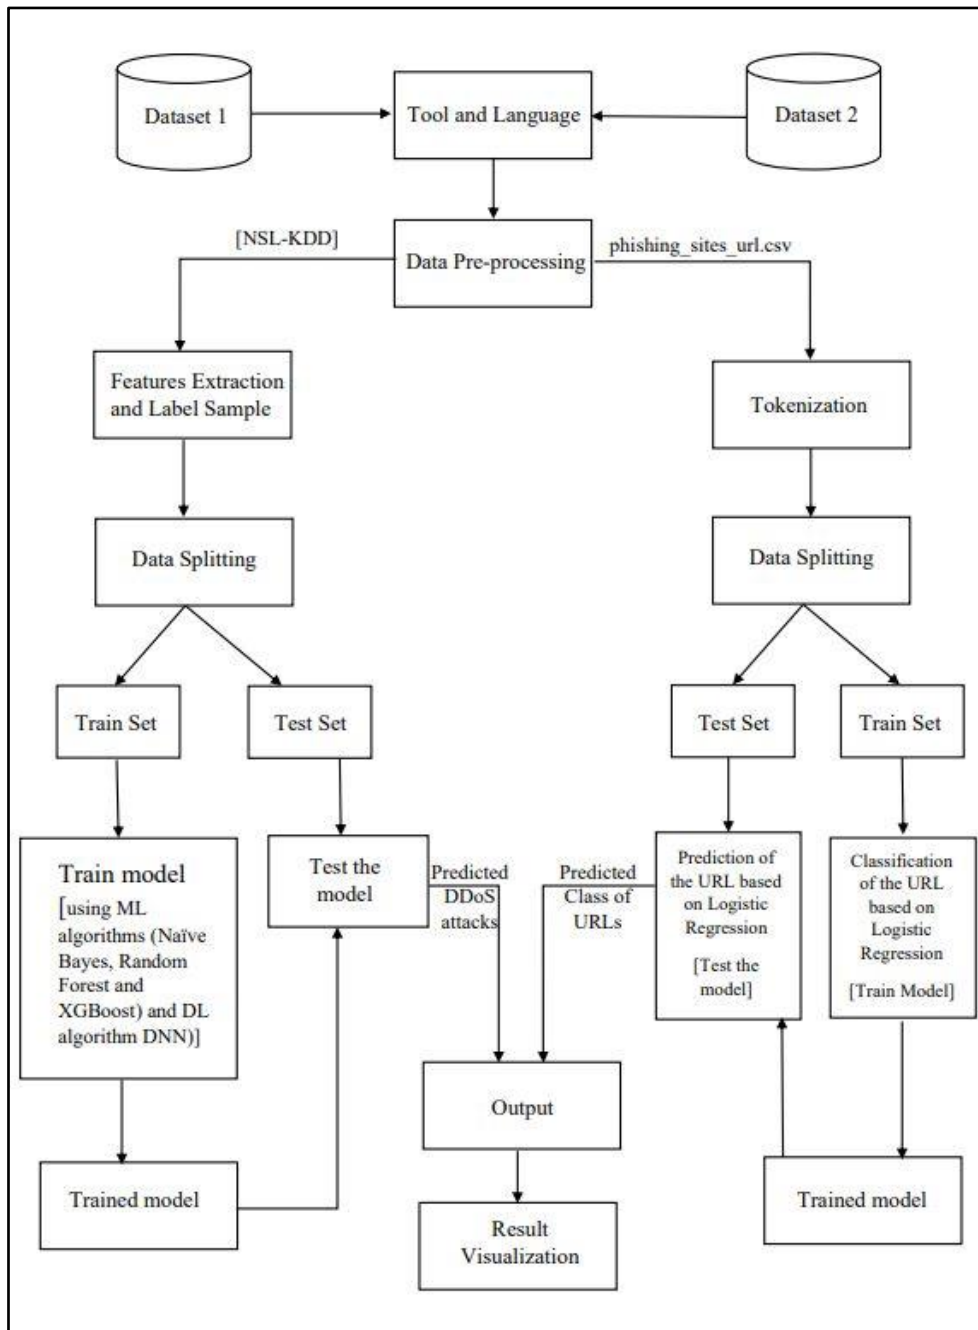 Dataset 1
Tool and Language
Dataset 2
[NSL-KDD]
phishing_sites_url.csv
Data Pre-processing
Features Extraction
and Label Sample
Tokenization
Data Splitting
Data Splitting
Train Set
Test Set
Test Set
Train Set
Train model
[using ML
algorithms (Naïve
Bayes, Random
Forest and
XGBoost) and DL
algorithm DNN)]
Test the
model
Predicted
DDoS
attacks
Predicted
Class of
URLs
Prediction of
the URL based
on Logistic
Regression
[Test the
model]
Classification
of the URL
based on
Logistic
Regression
[Train Model]
Output
Trained model
Trained model
Result
Visualization